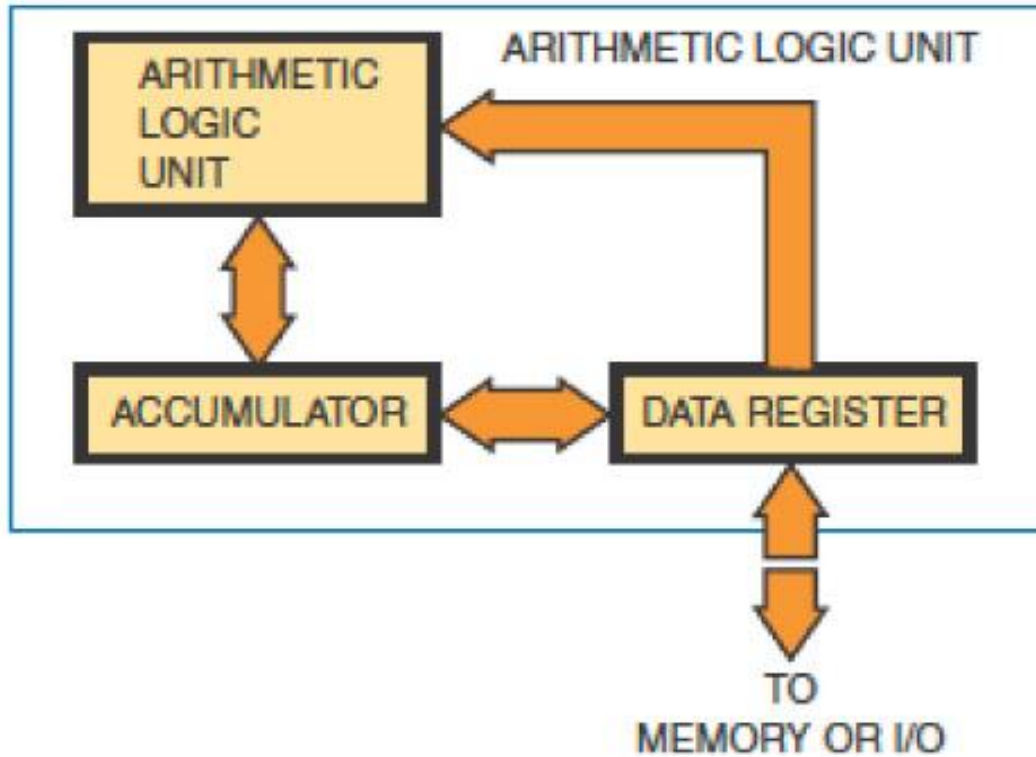 ARITHMETIC LOGIC UNIT
ARITHMETIC
LOGIC
UNIT
ACCUMULATOR
DATA REGISTER
TO
MEMORY OR I/O